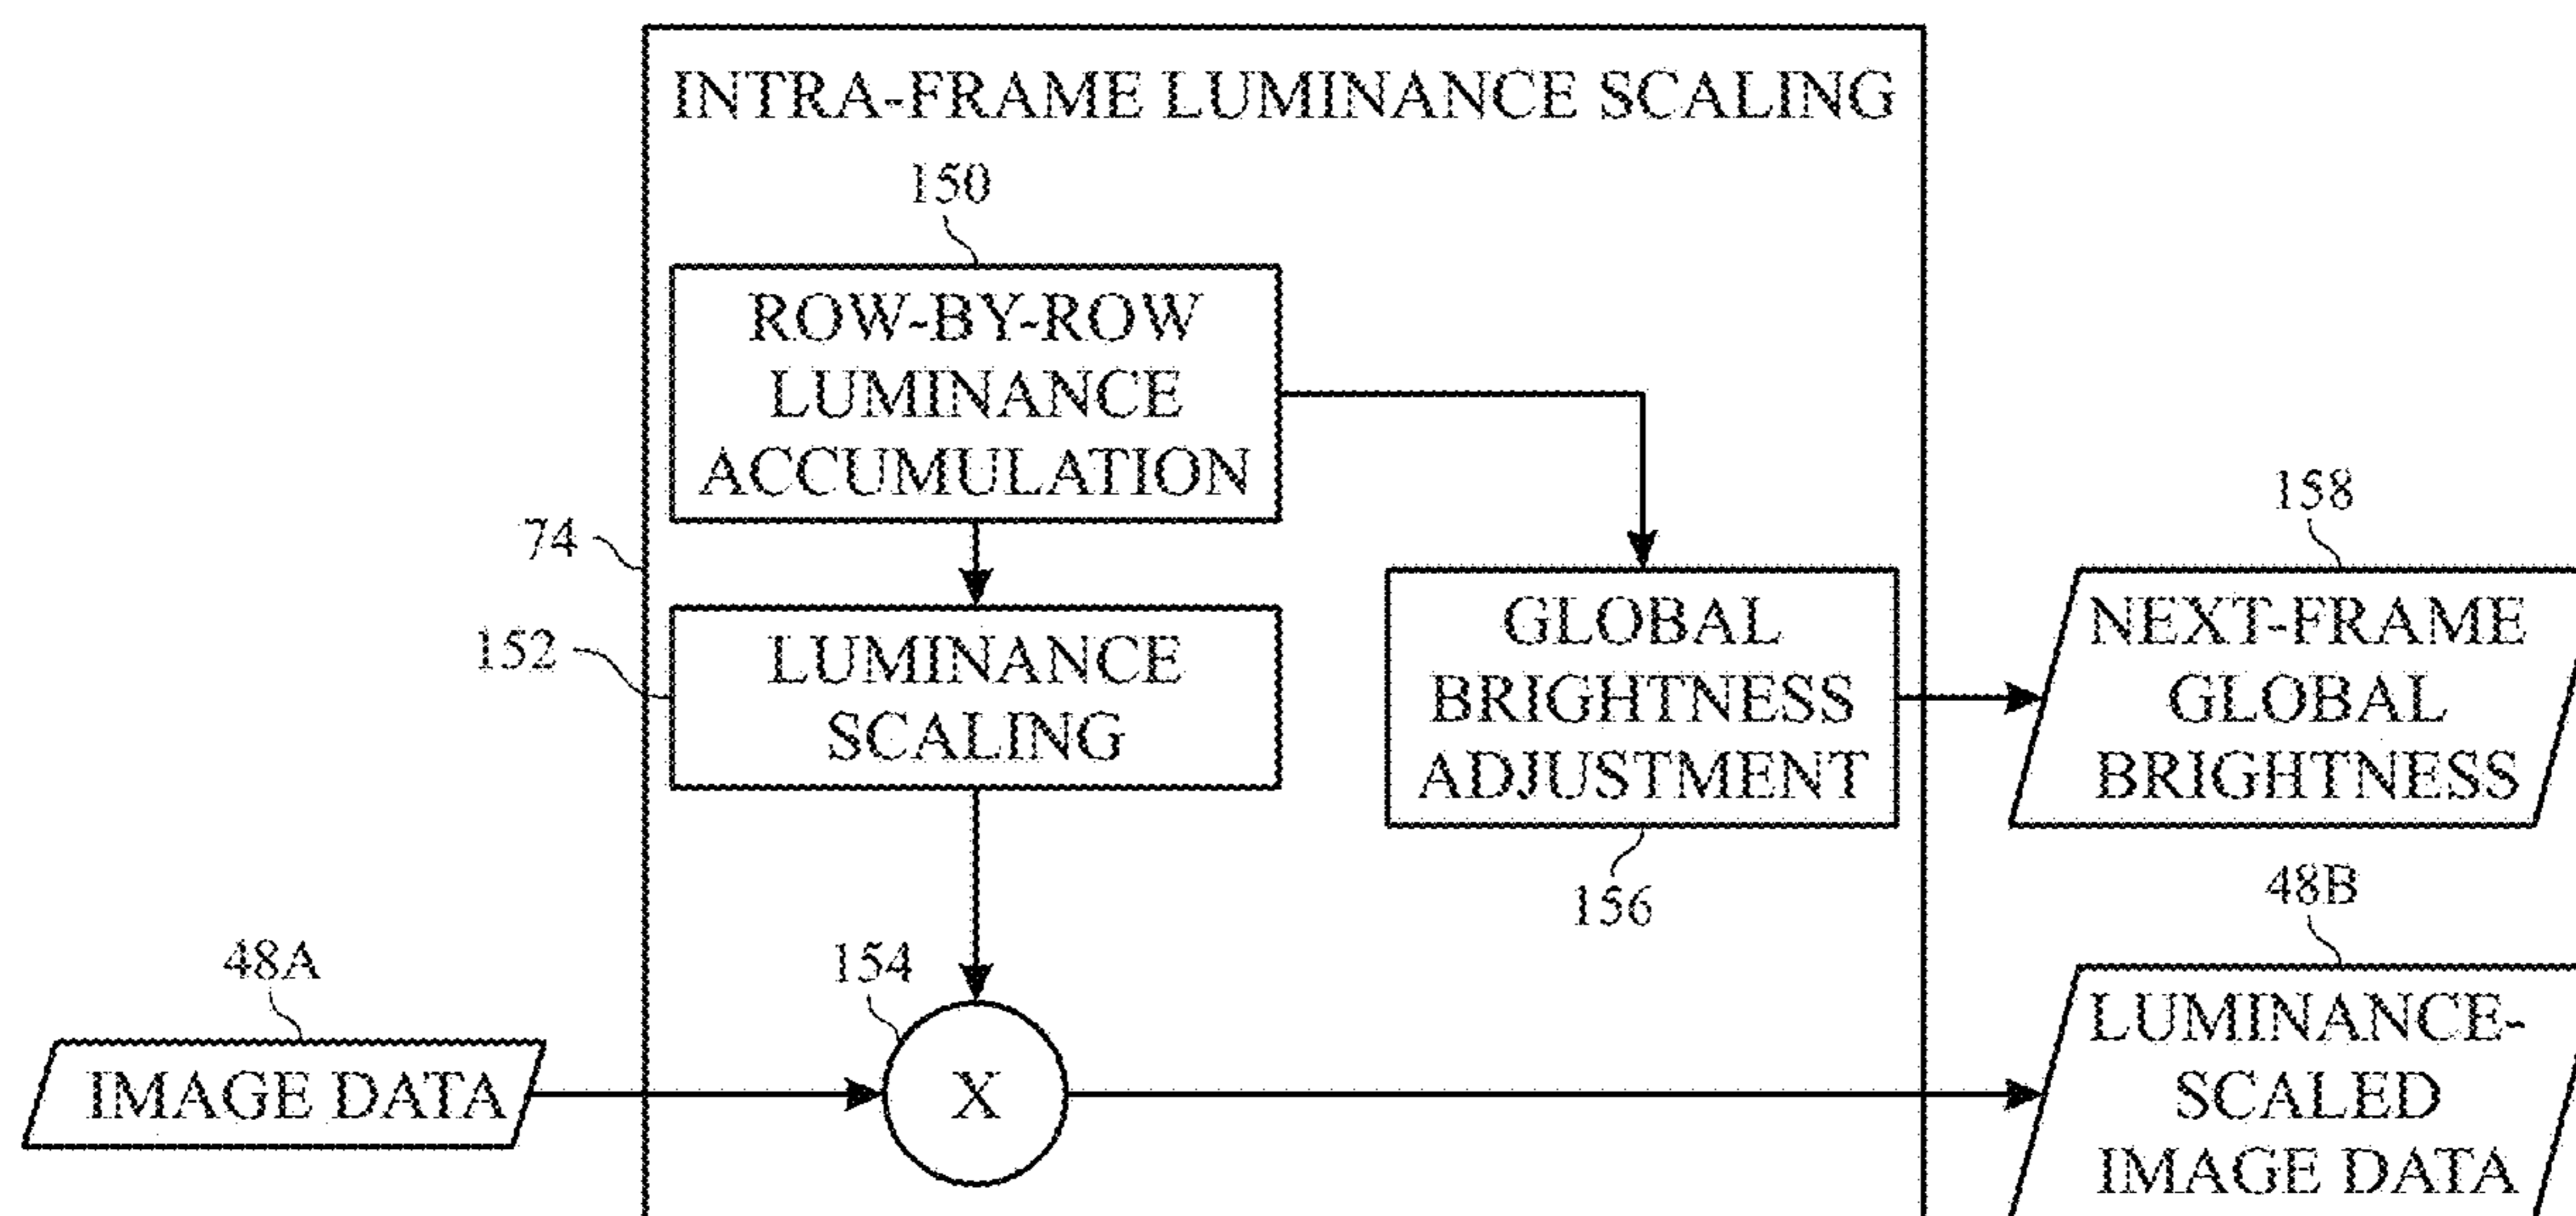 INTRA-FRAME LUMINANCE SCALING
150
ROW-BY-ROW
LUMINANCE
ACCUMULATION
74
152
LUMINANCE
SCALING
GLOBAL
BRIGHTNESS
ADJUSTMENT
156
158
NEXT-FRAME
GLOBAL
BRIGHTNESS
48A
IMAGE DATA
154
X
48B
LUMINANCE-
SCALED
IMAGE DATA